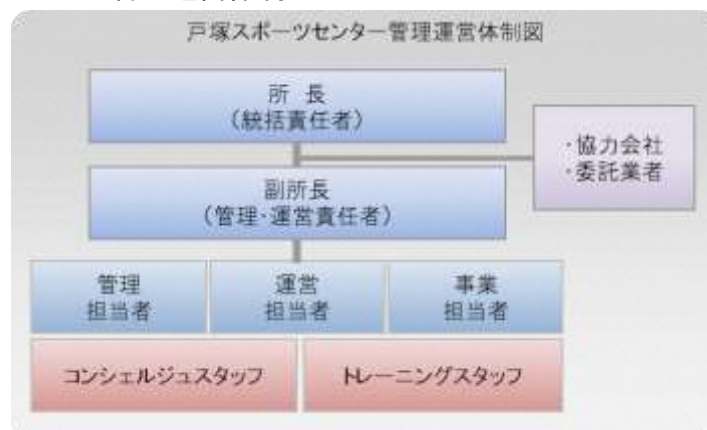 戸塚スポーツセンター管理運営体制図
所 長
（統括責任者）
・協力会社
・委託業者
副所長
（管理・運営責任者）
管理
担当者
運営
担当者
事業
担当者
コンシェルジュスタッフ
トレーニングスタッフ